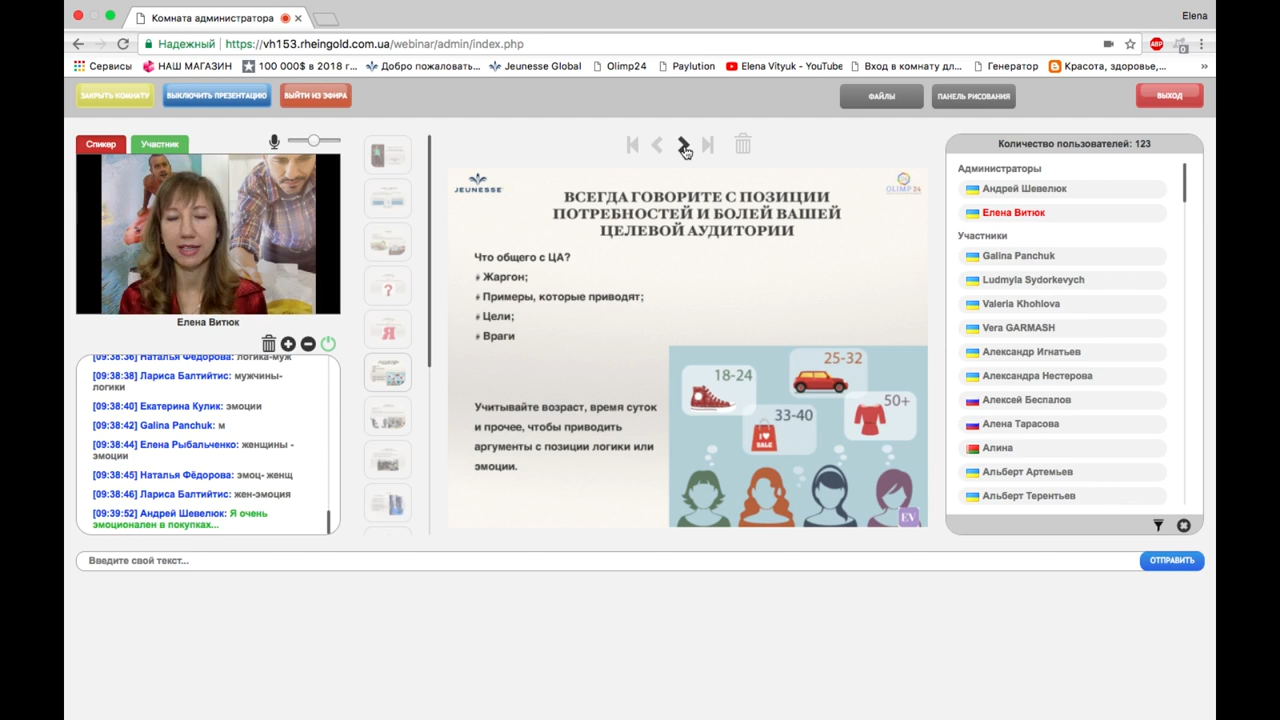 Комната администратора
Elena
Надежный
https://vh153.rheingold.com.ua/webinar/admin/index.php
ABP
0
Сервисы
НАШ МАГАЗИН
100 000$ в 2018 г...
Добро пожаловать...
Jeunesse Global
Olimp24
Paylution
Elena Vityuk - YouTube
Вход в комнату дл...
Генератор
Красота, здоровье,...
»
ЗАКРЫТЬ КОМНАТУ
ВЫКЛЮЧИТЬ ПРЕЗЕНТАЦИЮ
ВЫЙТИ ИЗ ЭФИРА
ФАЙЛЫ
ПАНЕЛЬ РИСОВАНИЯ
ВЫХОД
Спикер
Участник
Елена Витюк
[09:38:36] Наталья Фёдорова: логика-муж
[09:38:38] Лариса Балтийтис: мужчины-
логики
[09:38:40] Екатерина Кулик: эмоции
[09:38:42] Galina Panchuk: м
[09:38:44] Елена Рыбальченко: женщины -
эмоции
[09:38:45] Наталья Фёдорова: эмоц- женщ
[09:38:46] Лариса Балтийтис: жен-эмоция
[09:39:52] Андрей Шевелюк: Я очень
эмоционален в покупках...
?
Я
JEUNESSE
OLIMP 24
ВСЕГДА ГОВОРИТЕ С ПОЗИЦИИ
ПОТРЕБНОСТЕЙ И БОЛЕЙ ВАШЕЙ
ЦЕЛЕВОЙ АУДИТОРИИ
Что общего с ЦА?
Жаргон;
Примеры, которые приводят;
Цели;
Враги
Учитывайте возраст, время суток
и прочее, чтобы приводить
аргументы с позиции логики или
эмоции.
18-24
25-32
33-40
50+
I ♥
SALE
EV
Количество пользователей: 123
Администраторы
Андрей Шевелюк
Елена Витюк
Участники
Galina Panchuk
Ludmyla Sydorkevych
Valeria Khohlova
Vera GARMASH
Александр Игнатьев
Александра Нестерова
Алексей Беспалов
Алена Тарасова
Алина
Альберт Артемьев
Альберт Терентьев
Введите свой текст...
ОТПРАВИТЬ